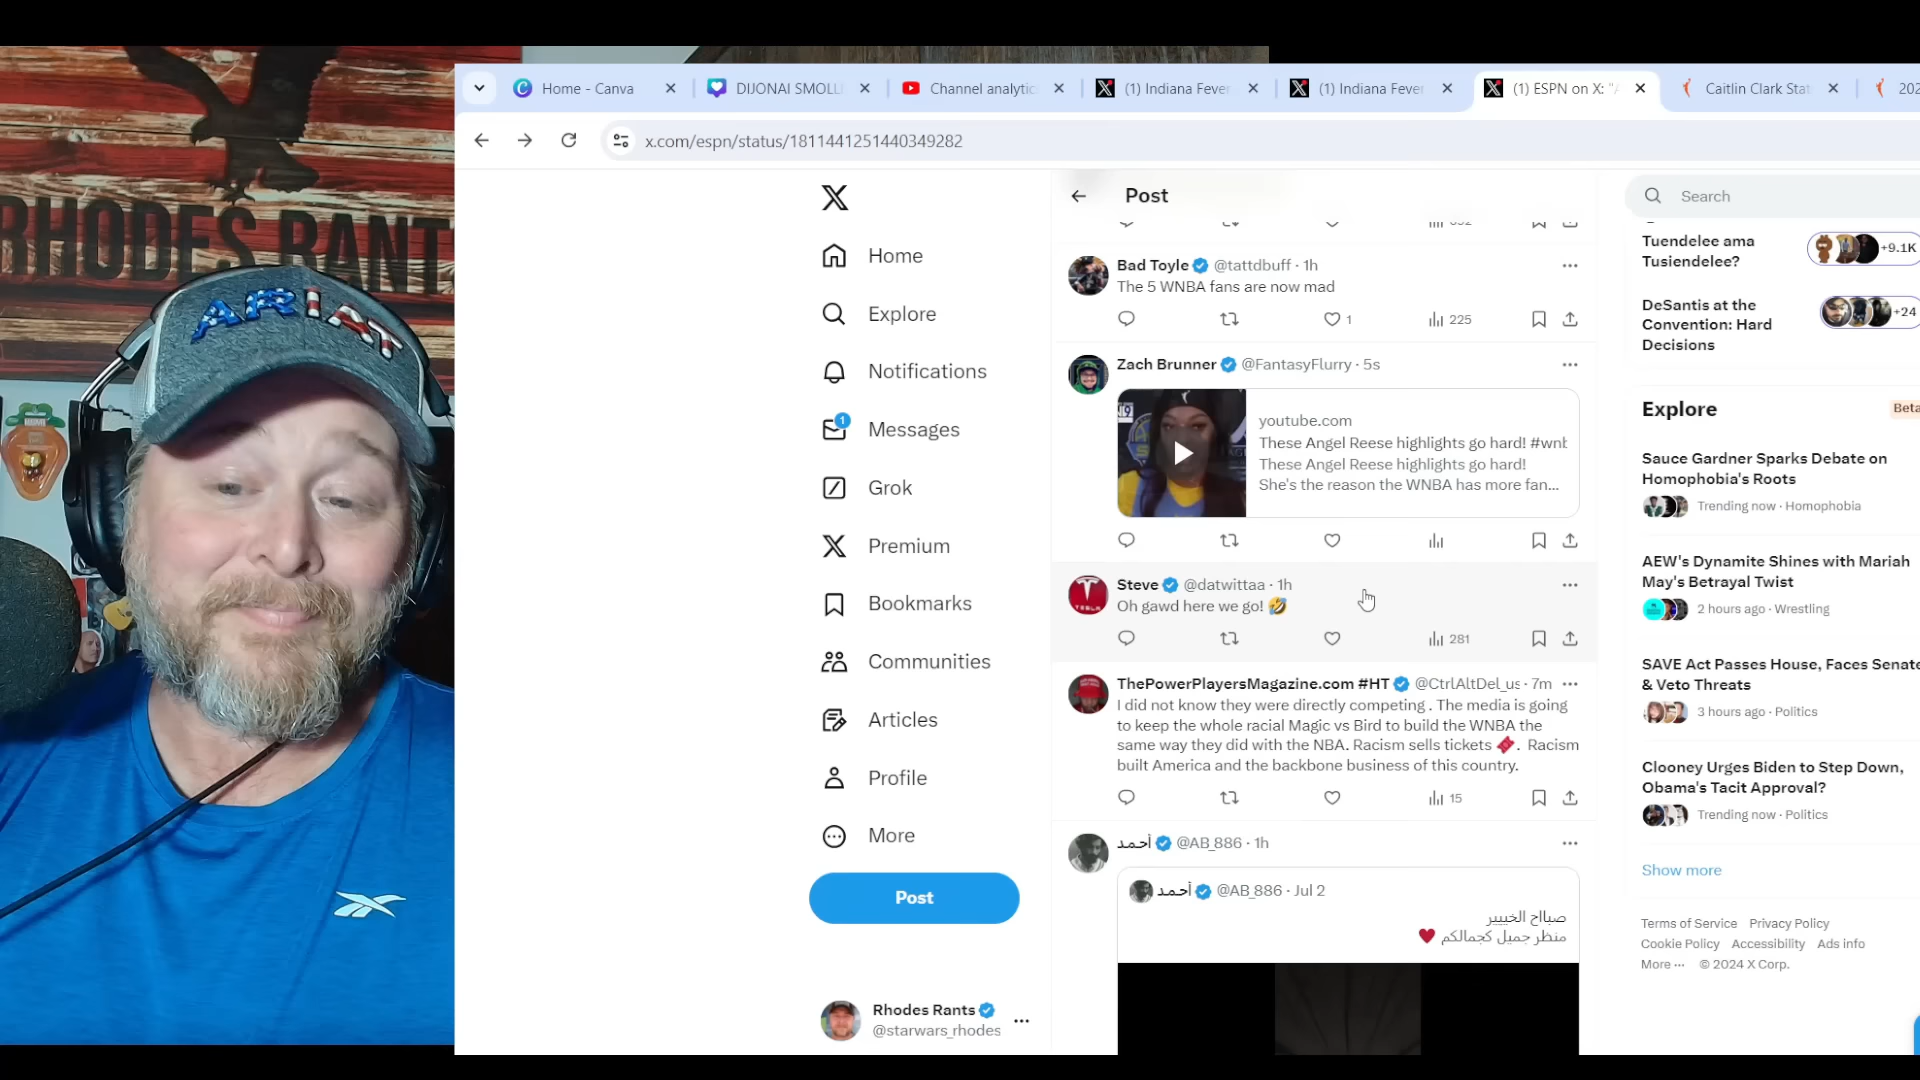 RHODES RANT
ARIAT
Home - Canva
DIJONAI SMOLL
Channel analytic
(1) Indiana Fever
(1) Indiana Fever
(1) ESPN on X: "A
Caitlin Clark Stat
202
x.com/espn/status/1811441251440349282
Home
Explore
Notifications
1
Messages
Grok
Premium
Bookmarks
Communities
Articles
Profile
More
Post
Rhodes Rants
@starwars_rhodes
Post
Bad Toyle @tattdbuff · 1h
The 5 WNBA fans are now mad
1
225
Zach Brunner @FantasyFlurry · 5s
youtube.com
These Angel Reese highlights go hard! #wnb
These Angel Reese highlights go hard!
She's the reason the WNBA has more fan...
Steve @datwittaa · 1h
Oh gawd here we go! 🤣
281
TESLA
ThePowerPlayersMagazine.com #HT @CtrlAltDel_us · 7m
I did not know they were directly competing . The media is going
to keep the whole racial Magic vs Bird to build the WNBA the
same way they did with the NBA. Racism sells tickets 🎟️. Racism
built America and the backbone business of this country.
15
أحمد @AB_886 · 1h
أحمد @AB_886 · Jul 2
صبااح الخيييير
منظر جميل كجمالكم ♥️
Search
Tuendelee ama
Tusiendelee?
+9.1K
DeSantis at the
Convention: Hard
Decisions
+24
Explore
Beta
Sauce Gardner Sparks Debate on
Homophobia's Roots
Trending now · Homophobia
AEW's Dynamite Shines with Mariah
May's Betrayal Twist
2 hours ago · Wrestling
SAVE Act Passes House, Faces Senate
& Veto Threats
3 hours ago · Politics
Clooney Urges Biden to Step Down,
Obama's Tacit Approval?
Trending now · Politics
Show more
Terms of Service Privacy Policy
Cookie Policy Accessibility Ads info
More ··· © 2024 X Corp.